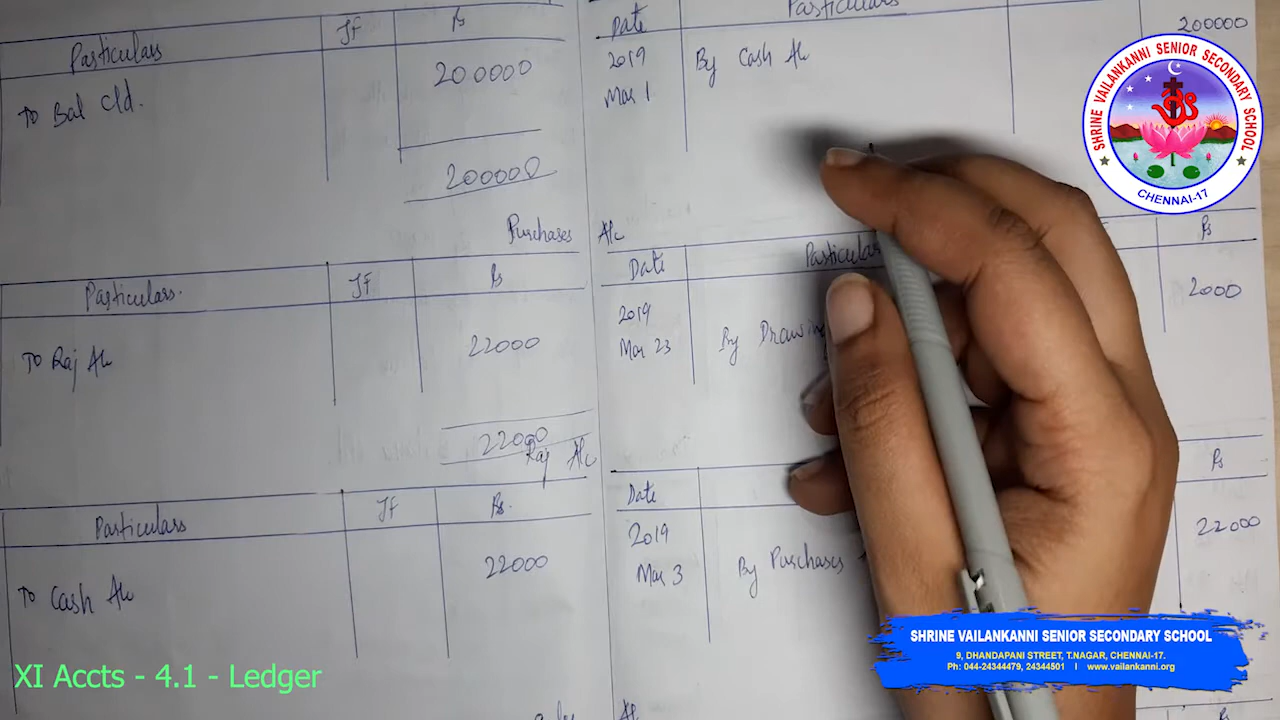 Particulars JF Rs Date Particulars
To Bal C/d. 200000 2019 By Cash A/c 200000
Mar 1
200000
Purchases A/c
Particulars. JF Rs Date Particulars Rs
To Raj A/c 22000 2019 By Drawing 2000
Mar 23
22000
Raj A/c
Particulars JF Rs. Date Rs
To Cash A/c 22000 2019 By Purchases 22000
Mar 3
A/c
Rs
SHRINE VAILANKANNI SENIOR SECONDARY SCHOOL
CHENNAI-17
XI Accts - 4.1 - Ledger
SHRINE VAILANKANNI SENIOR SECONDARY SCHOOL
9, DHANDAPANI STREET, T.NAGAR, CHENNAI-17.
Ph: 044-24344479, 24344501 I www.vailankanni.org